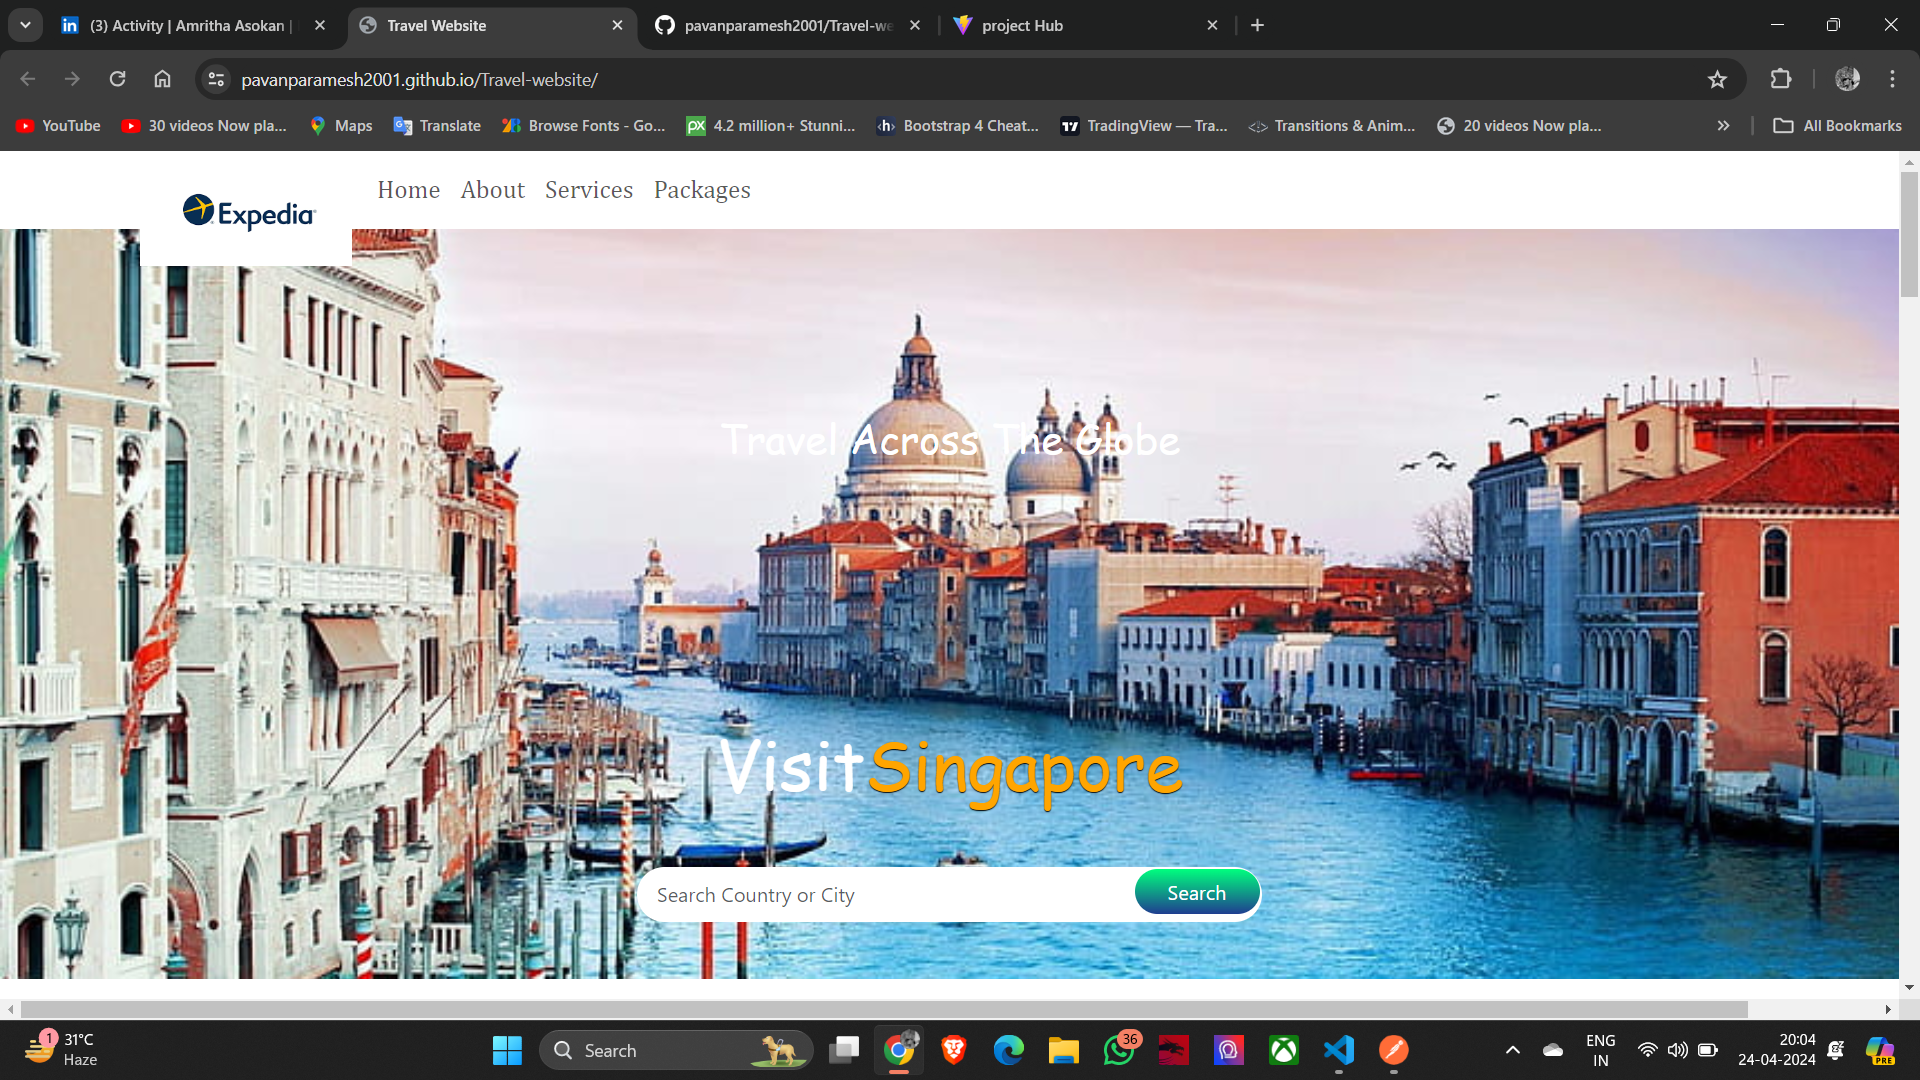 (3) Activity | Amritha Asokan |
Travel Website
pavanparamesh2001/Travel-we
project Hub
pavanparamesh2001.github.io/Travel-website/
YouTube
30 videos Now pla...
Maps
Translate
Browse Fonts - Go...
4.2 million+ Stunni...
Bootstrap 4 Cheat...
TradingView — Tra...
Transitions & Anim...
20 videos Now pla...
All Bookmarks
Expedia
Home About Services Packages
Travel Across The Globe
VisitSingapore
Search Country or City
Search
1
31°C
Haze
Search
36
ENG
IN
20:04
24-04-2024
PRE